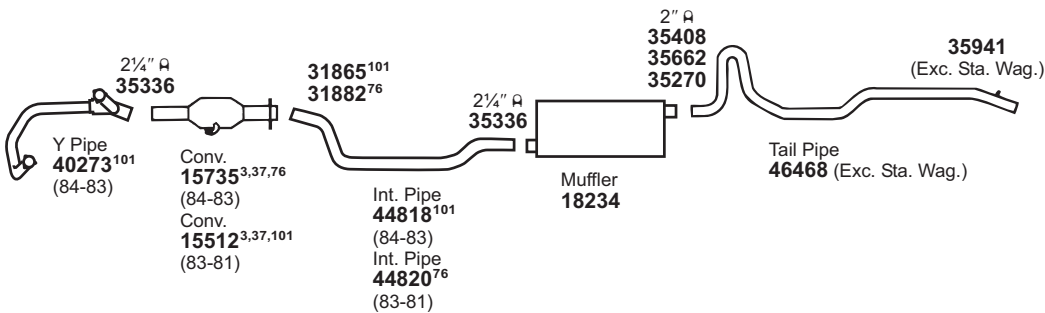 2¼″
35336
Y Pipe
40273¹⁰¹
(84-83)
Conv.
15735³,³⁷,⁷⁶
(84-83)
Conv.
15512³,³⁷,¹⁰¹
(83-81)
31865¹⁰¹
31882⁷⁶
Int. Pipe
44818¹⁰¹
(84-83)
Int. Pipe
44820⁷⁶
(83-81)
2¼″
35336
Muffler
18234
2″
35408
35662
35270
Tail Pipe
46468 (Exc. Sta. Wag.)
35941
(Exc. Sta. Wag.)